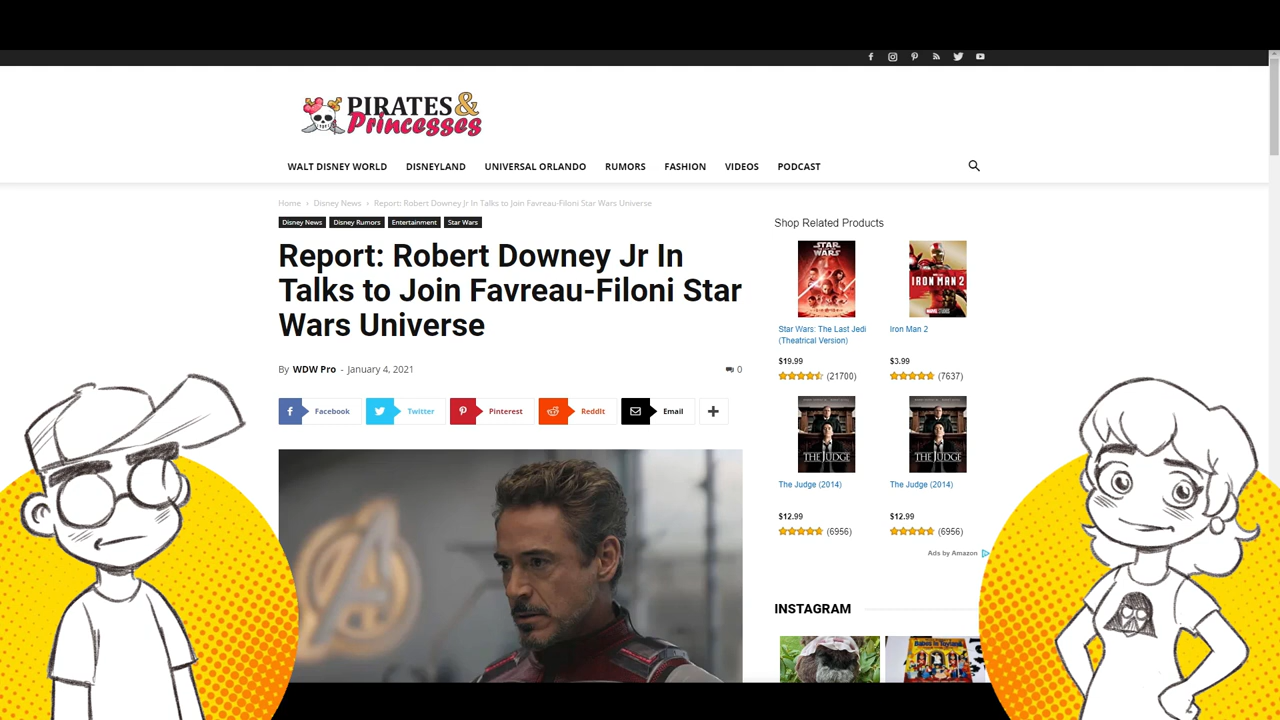 PIRATES&
Princesses
WALT DISNEY WORLD DISNEYLAND UNIVERSAL ORLANDO RUMORS FASHION VIDEOS PODCAST
Home › Disney News › Report: Robert Downey Jr In Talks to Join Favreau-Filoni Star Wars Universe
Disney News Disney Rumors Entertainment Star Wars
Report: Robert Downey Jr In
Talks to Join Favreau-Filoni Star
Wars Universe
By WDW Pro - January 4, 2021 0
Facebook Twitter Pinterest ReddIt Email
Shop Related Products
STAR WARS
IRON MAN 2
Star Wars: The Last Jedi
(Theatrical Version)
Iron Man 2
$19.99
$3.99
(21700)
(7637)
THE JUDGE
THE JUDGE
The Judge (2014)
The Judge (2014)
$12.99
$12.99
(6956)
(6956)
Ads by Amazon
INSTAGRAM